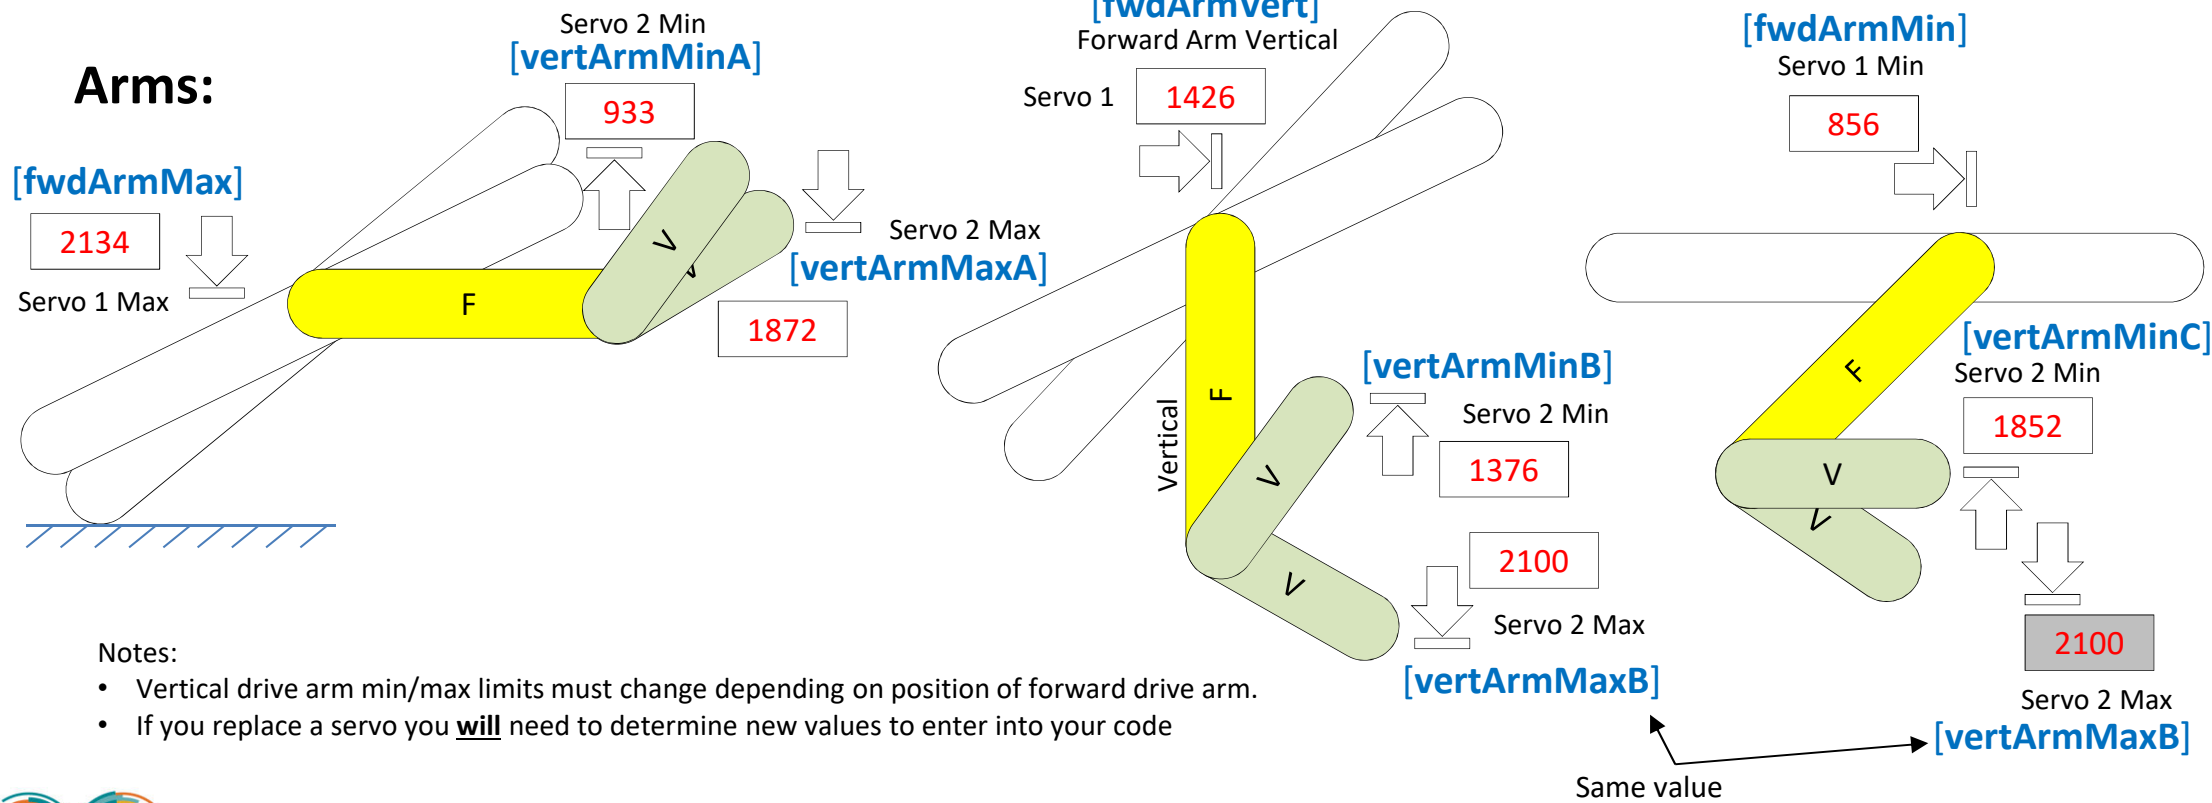 Arms:
[fwdArmMax]
2134
Servo 1 Max
Servo 2 Min
[vertArmMinA]
933
Servo 2 Max
[vertArmMaxA]
1872
F
V
V
[fwdArmVert]
Forward Arm Vertical
Servo 1
1426
Vertical
F
V
V
[vertArmMinB]
Servo 2 Min
1376
2100
Servo 2 Max
[vertArmMaxB]
[fwdArmMin]
Servo 1 Min
856
F
V
V
[vertArmMinC]
Servo 2 Min
1852
2100
Servo 2 Max
[vertArmMaxB]
Same value
Notes:
• Vertical drive arm min/max limits must change depending on position of forward drive arm.
• If you replace a servo you will need to determine new values to enter into your code